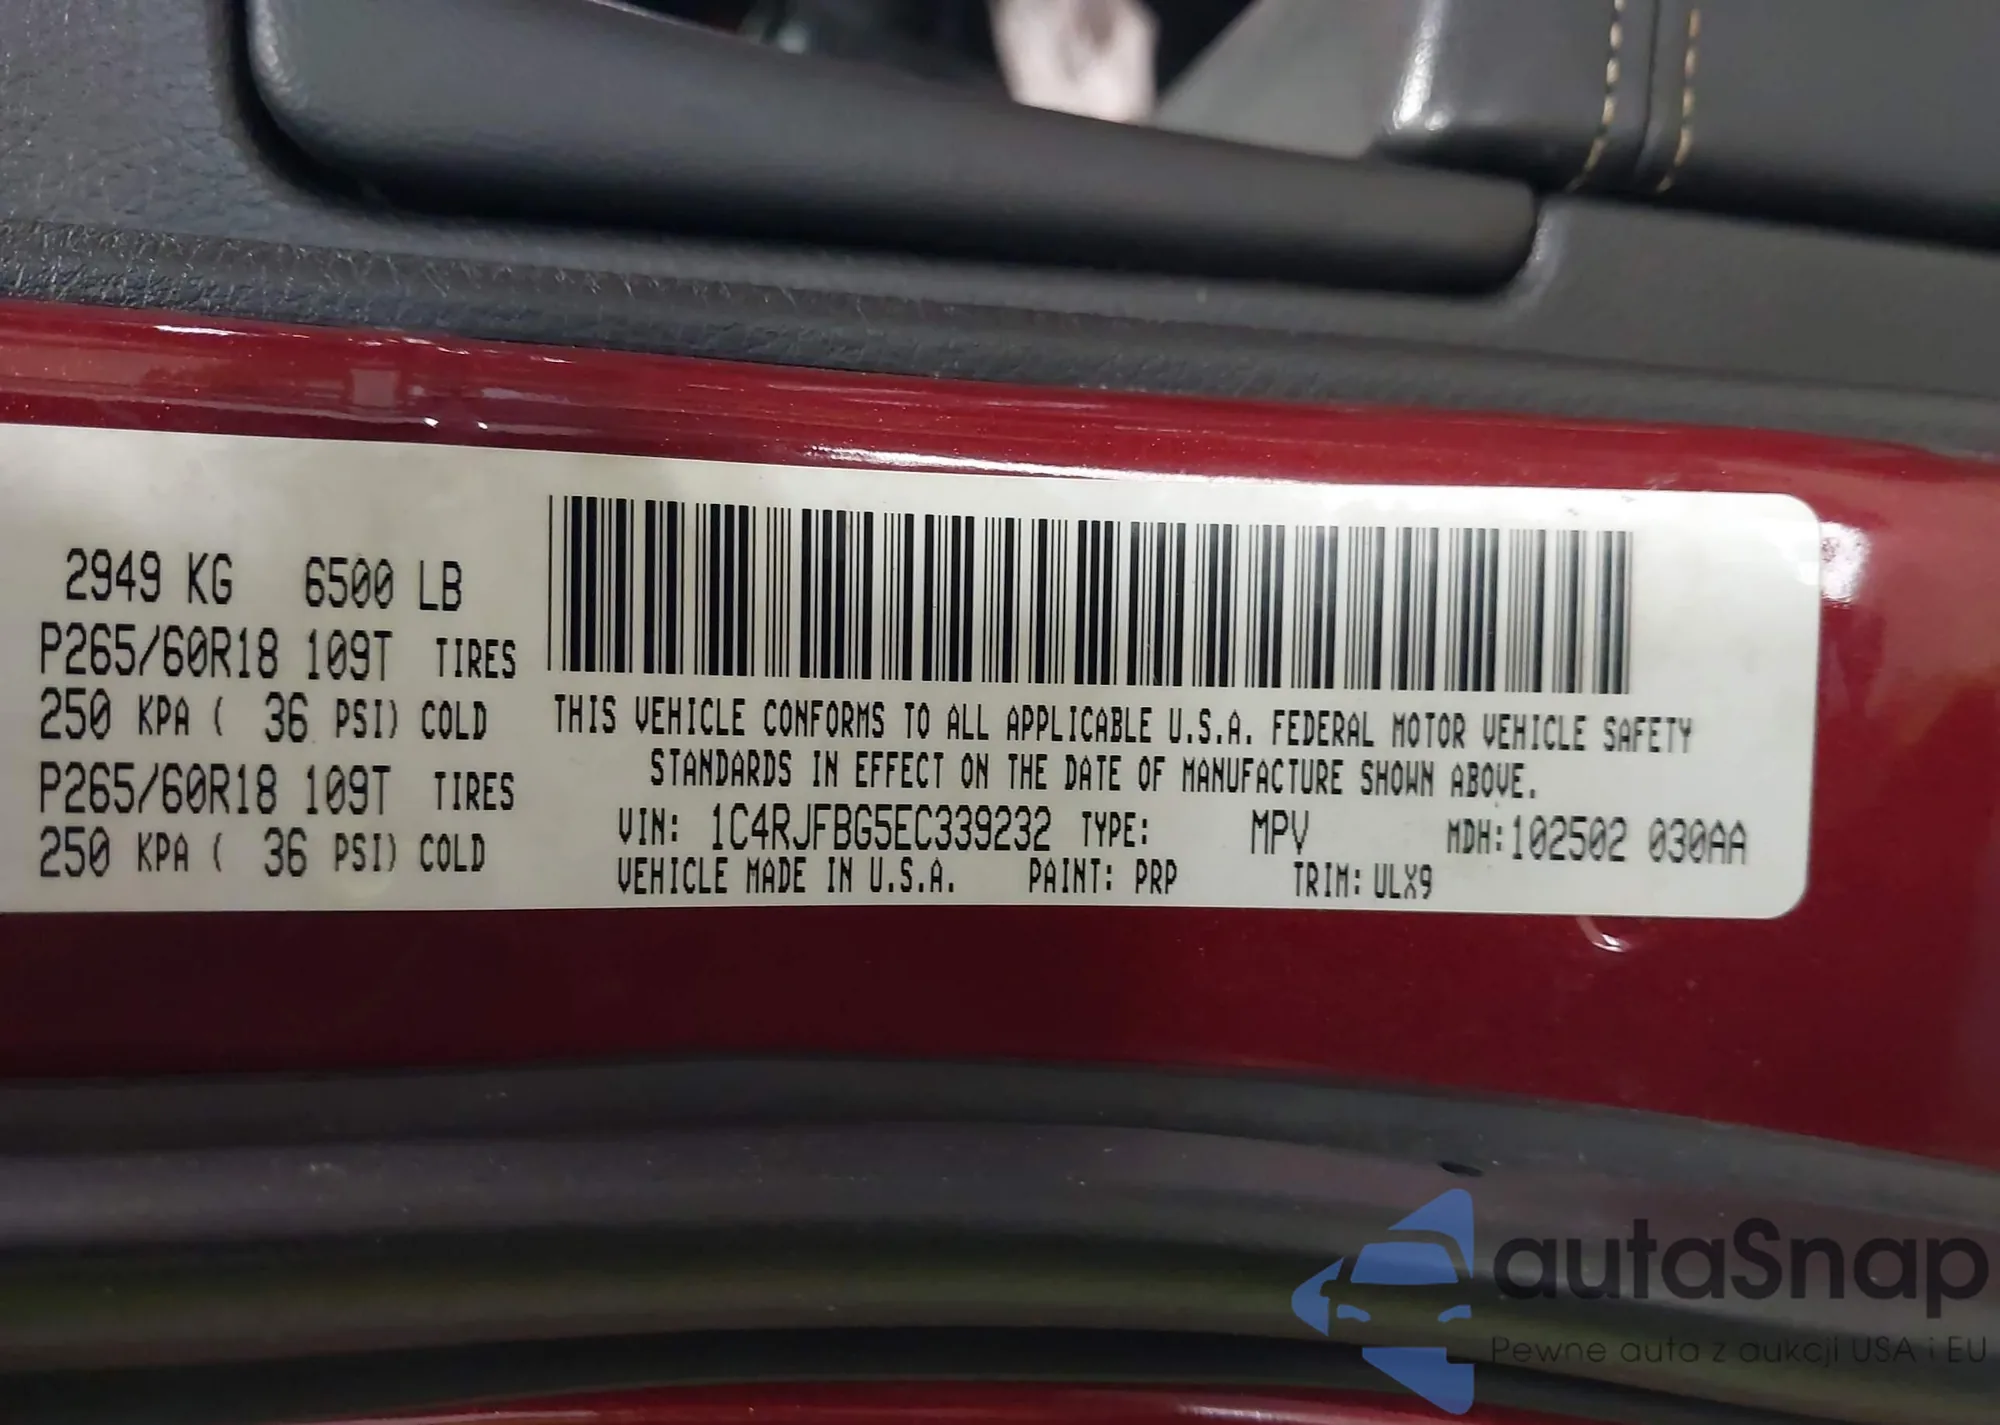 2949 KG 6500 LB
P265/60R18 109T TIRES
250 KPA ( 36 PSI) COLD
P265/60R18 109T TIRES
250 KPA ( 36 PSI) COLD
THIS VEHICLE CONFORMS TO ALL APPLICABLE U.S.A. FEDERAL MOTOR VEHICLE SAFETY
STANDARDS IN EFFECT ON THE DATE OF MANUFACTURE SHOWN ABOVE.
VIN: 1C4RJFBG5EC339232 TYPE: MPV MDH:102502 030AA
VEHICLE MADE IN U.S.A. PAINT: PRP TRIM: ULX9
autaSnap
Pewne auta z aukcji USA i EU